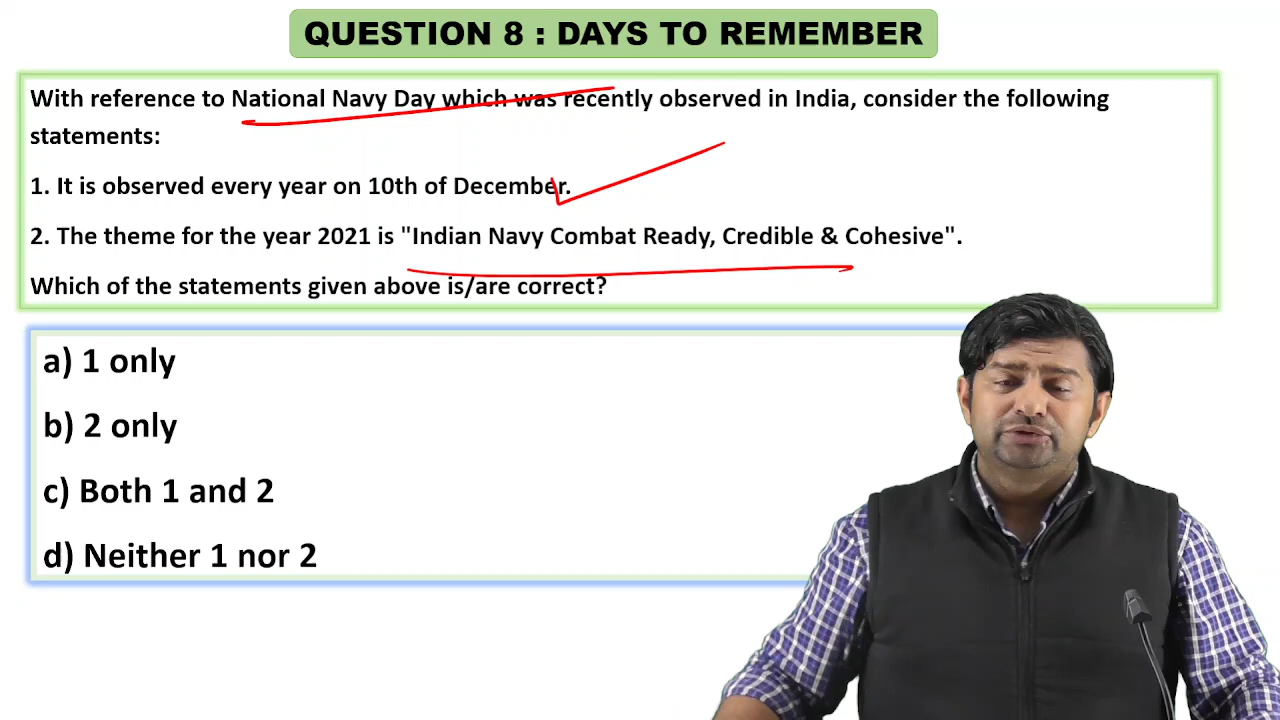 QUESTION 8 : DAYS TO REMEMBER
With reference to National Navy Day which was recently observed in India, consider the following
statements:
1. It is observed every year on 10th of December.
2. The theme for the year 2021 is "Indian Navy Combat Ready, Credible & Cohesive".
Which of the statements given above is/are correct?
a) 1 only
b) 2 only
c) Both 1 and 2
d) Neither 1 nor 2